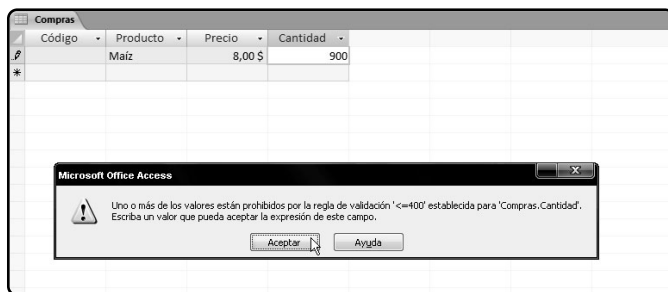 Compras
Código Producto Precio Cantidad
Maíz 8,00 $ 900
Microsoft Office Access
Uno o más de los valores están prohibidos por la regla de validación '<=400' establecida para 'Compras.Cantidad'.
Escriba un valor que pueda aceptar la expresión de este campo.
Aceptar Ayuda